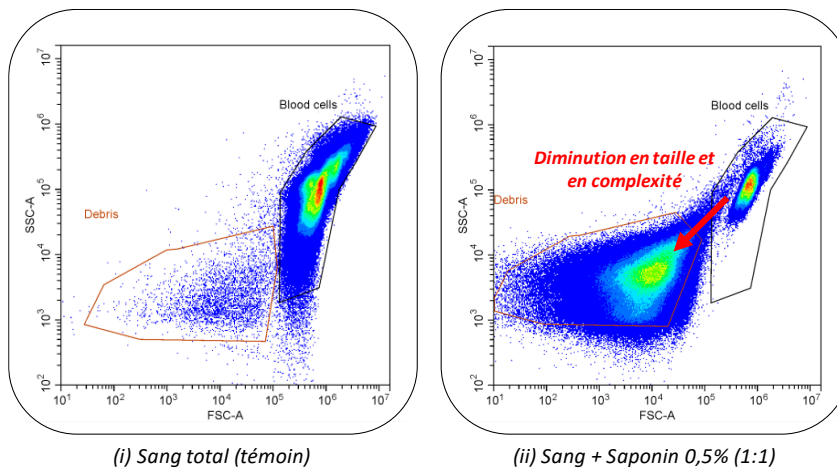 Blood cells
Debris
SSC-A
10^7
10^6
10^5
10^4
10^3
10^2
10^1 10^2 10^3 10^4 10^5 10^6 10^7
FSC-A
(i) Sang total (témoin)
Blood cells
Diminution en taille et
en complexité
Debris
SSC-A
10^7
10^6
10^5
10^4
10^3
10^2
10^1 10^2 10^3 10^4 10^5 10^6 10^7
FSC-A
(ii) Sang + Saponin 0,5% (1:1)